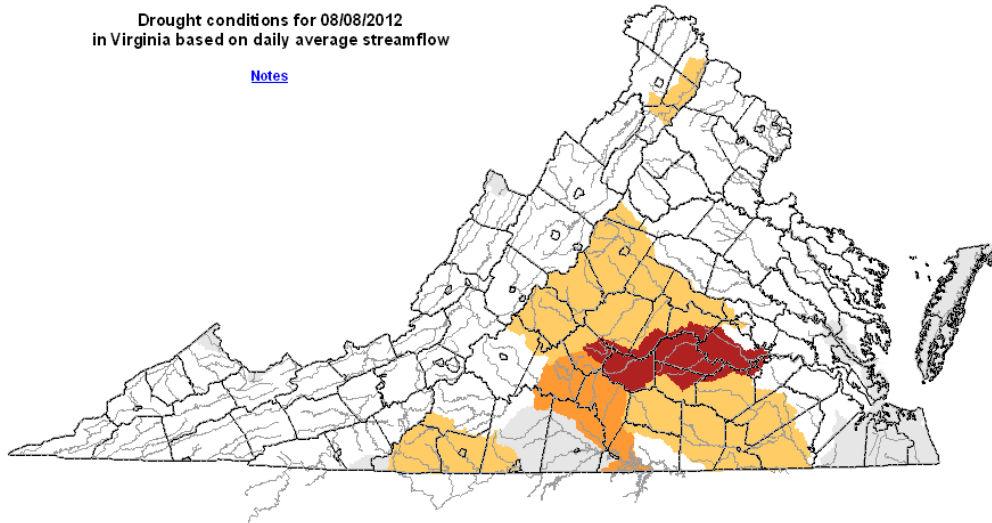 Drought conditions for 08/08/2012
in Virginia based on daily average streamflow
Notes